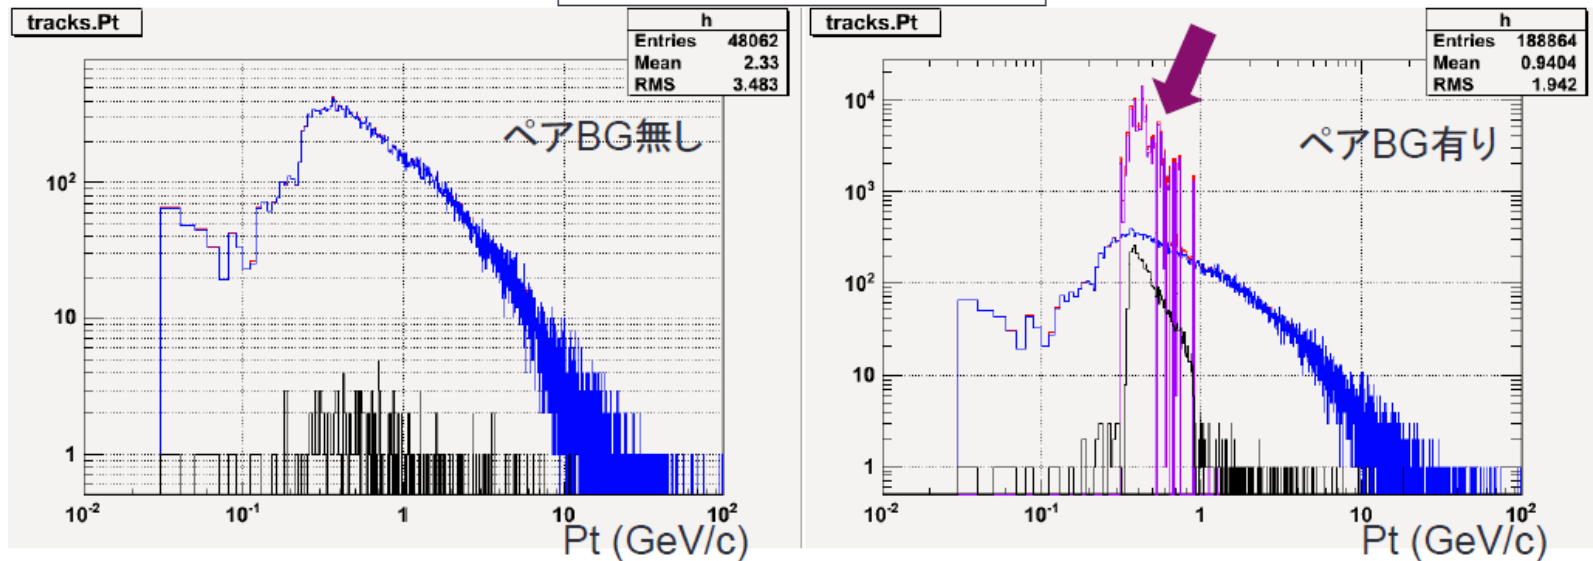 tracks.Pt
h
Entries 48062
Mean 2.33
RMS 3.483
ペアBG無し
10²
10
1
10⁻²
10⁻¹
1
10
10²
Pt (GeV/c)
tracks.Pt
h
Entries 188864
Mean 0.9404
RMS 1.942
ペアBG有り
10⁴
10³
10²
10
1
10⁻²
10⁻¹
1
10
10²
Pt (GeV/c)